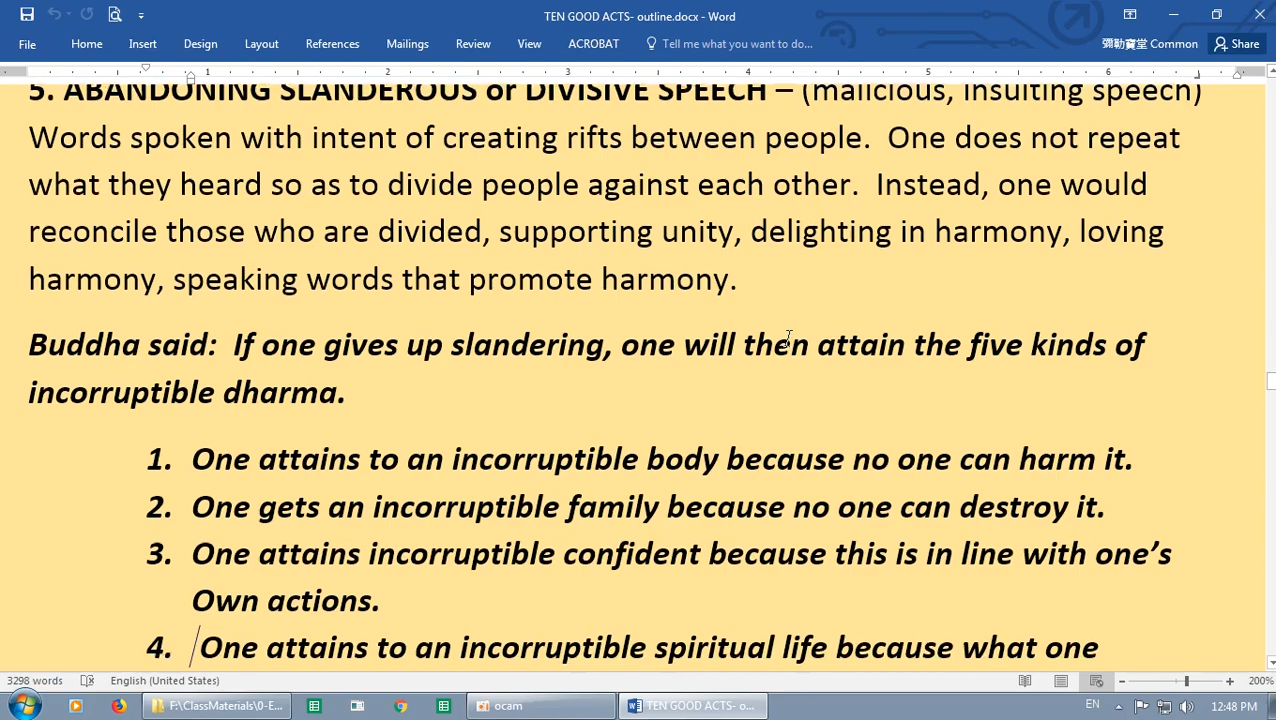 TEN GOOD ACTS- outline.docx - Word
File Home Insert Design Layout References Mailings Review View ACROBAT Tell me what you want to do... 彌勒寶堂 Common Share
1 2 3 4 5 6
5. ABANDONING SLANDEROUS or DIVISIVE SPEECH – (malicious, insulting speech)
Words spoken with intent of creating rifts between people. One does not repeat
what they heard so as to divide people against each other. Instead, one would
reconcile those who are divided, supporting unity, delighting in harmony, loving
harmony, speaking words that promote harmony.
Buddha said: If one gives up slandering, one will then attain the five kinds of
incorruptible dharma.
1. One attains to an incorruptible body because no one can harm it.
2. One gets an incorruptible family because no one can destroy it.
3. One attains incorruptible confident because this is in line with one’s
Own actions.
4. One attains to an incorruptible spiritual life because what one
3298 words English (United States) 200%
F:\ClassMaterials\0-E... ocam TEN GOOD ACTS- o... EN 12:48 PM